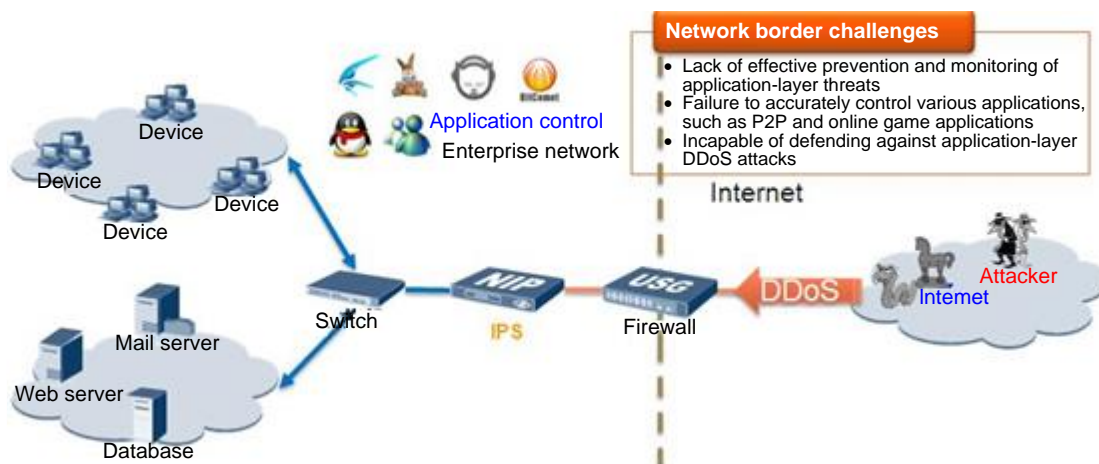 Network border challenges
• Lack of effective prevention and monitoring of
application-layer threats
• Failure to accurately control various applications,
such as P2P and online game applications
• Incapable of defending against application-layer
DDoS attacks
BitComet
Application control
Enterprise network
Internet
Device
Device
Device
Device
NIP
USG
DDoS
Attacker
Intemet
Switch
IPS
Firewall
Mail server
Web server
Database